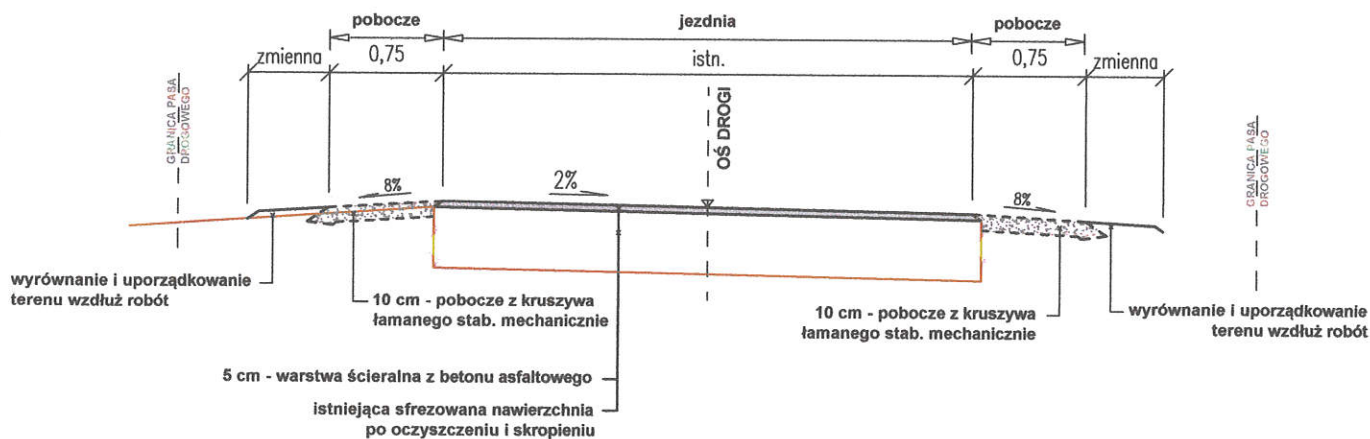 pobocze
jezdnia
pobocze
zmienna
0,75
istn.
0,75
zmienna
GRANICA PASA
DROGOWEGO
OŚ DROGI
GRANICA PASA
DROGOWEGO
8%
2%
8%
wyrównanie i uporządkowanie
terenu wzdłuż robót
10 cm - pobocze z kruszywa
łamanego stab. mechanicznie
10 cm - pobocze z kruszywa
łamanego stab. mechanicznie
wyrównanie i uporządkowanie
terenu wzdłuż robót
5 cm - warstwa ścieralna z betonu asfaltowego
istniejąca sfrezowana nawierzchnia
po oczyszczeniu i skropieniu